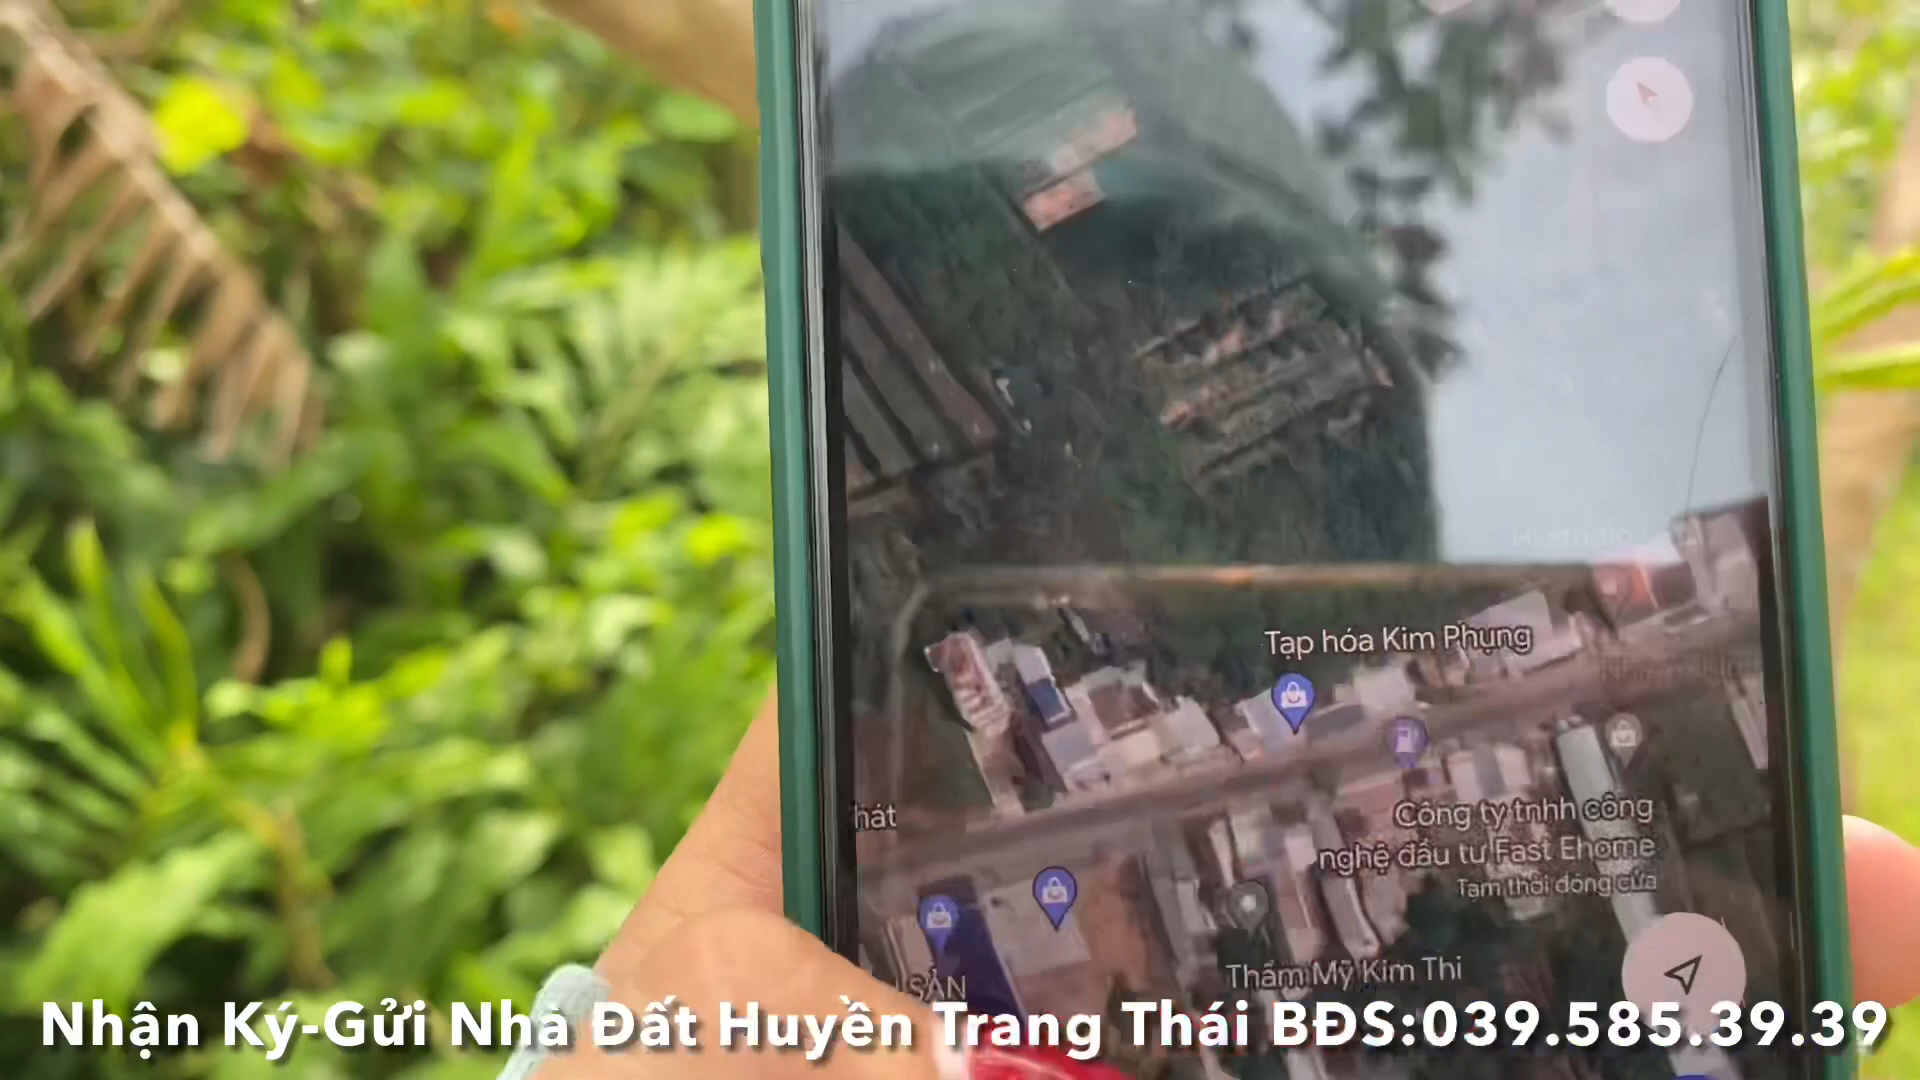 Tạp hóa Kim Phụng
hát
Công ty tnhh công
nghệ đầu tư Fast Ehome
Tạm thời đóng cửa
Thẩm Mỹ Kim Thi
SẢN
Nhận Ký-Gửi Nhà Đất Huyền Trang Thái BĐS:039.585.39.39